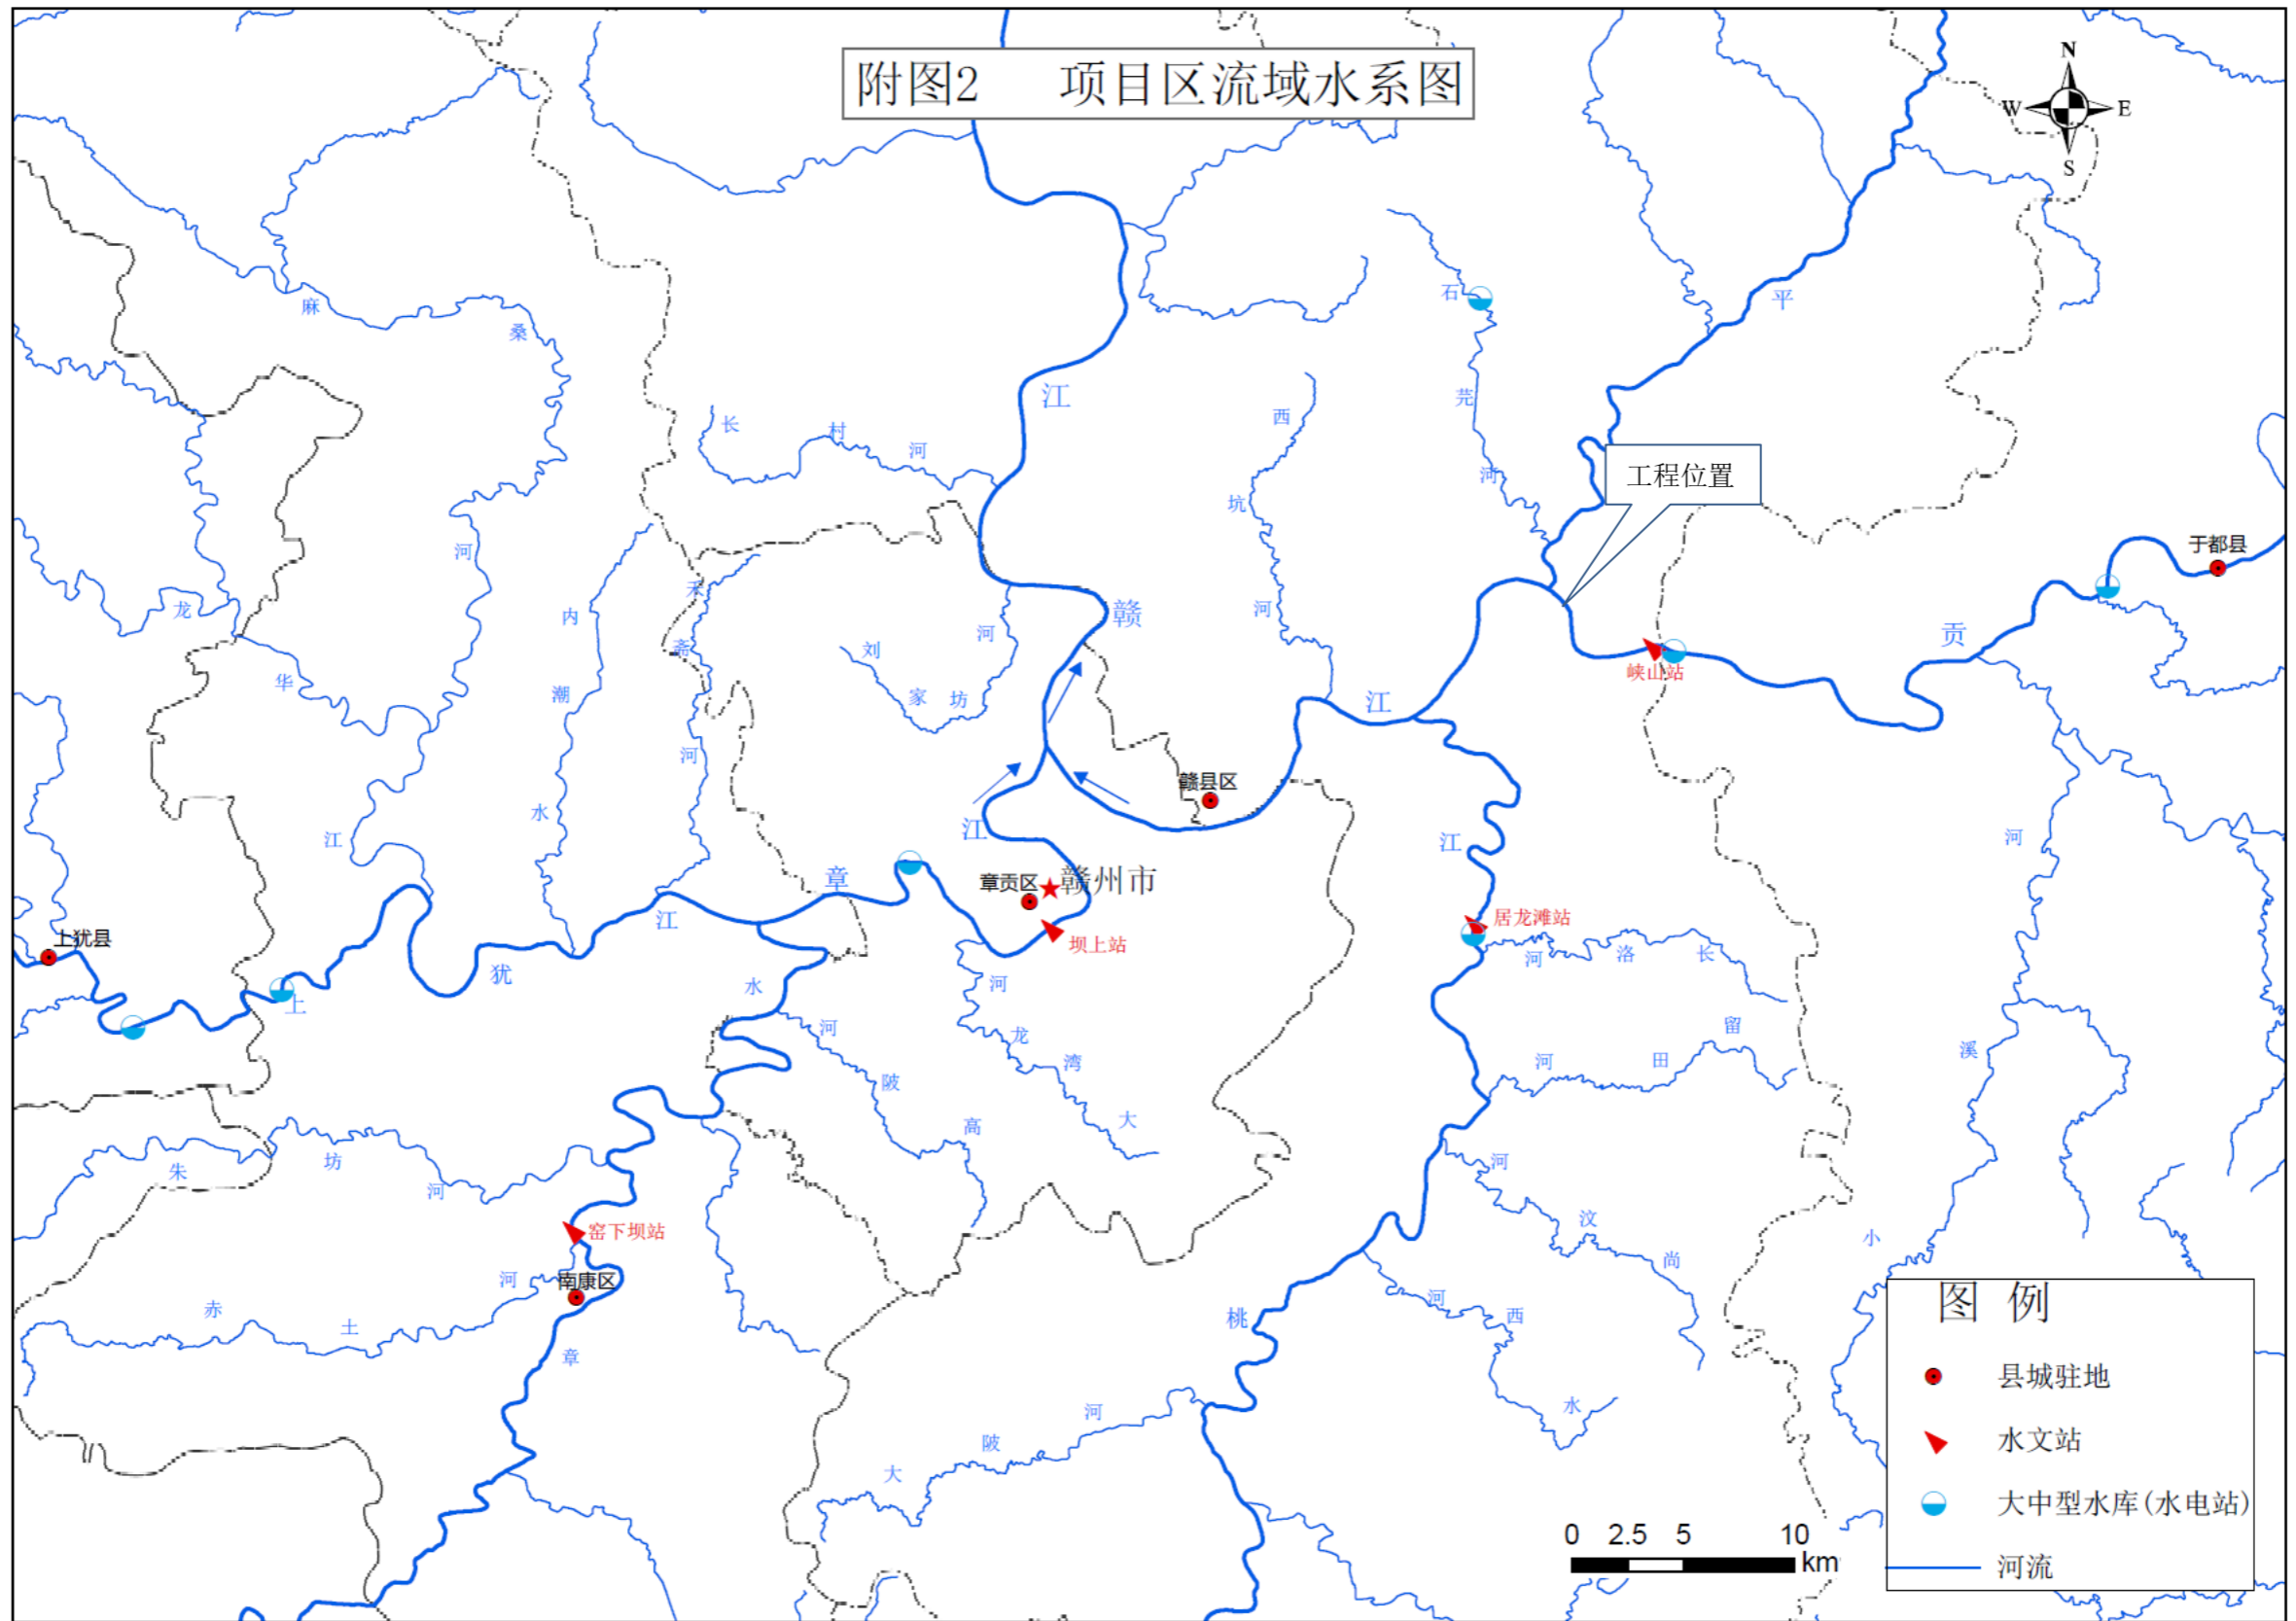 附图2 项目区流域水系图
N
W E
S
麻
桑
河
石
芫
河
平
江
西
坑
河
长 村 河
工程位置
于都县
龙
华
江
内
潮
水
禾
斋
河
刘
家 坊
河
赣
江
贡
峡山站
赣县区
江
章
章贡区
赣州市
坝上站
上犹县
上
犹
江
水
江
居龙滩站
河 洛 长
河 田 留
河
溪
小
河
陂
高
河
龙
湾
大
朱 坊 河
窑下坝站
南康区
赤 土 河
章
河
汶
尚
河 西
水
桃
大 陂 河
图 例
县城驻地
水文站
大中型水库(水电站)
河流
0 2.5 5 10
km